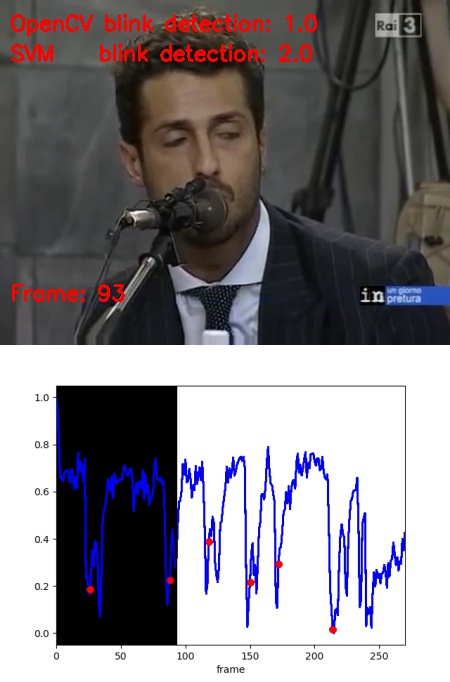 OpenCV blink detection: 1.0
Rai 3
SVM blink detection: 2.0
Frame: 93
in un giorno
pretura
1.0
0.8
0.6
0.4
0.2
0.0
0 50 100 150 200 250
frame